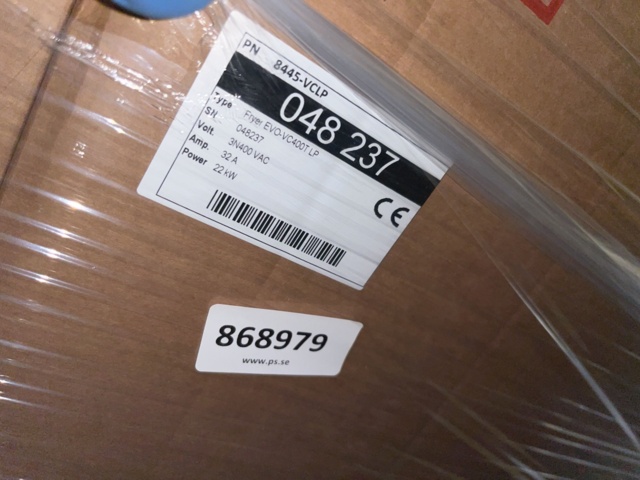 PN 8445-VCLP
048 237
Type Fryer EVO-VC400T LP
SN. 048237
Volt. 3N400 VAC
Amp. 32 A
Power 22 kW
CE
868979
www.ps.se